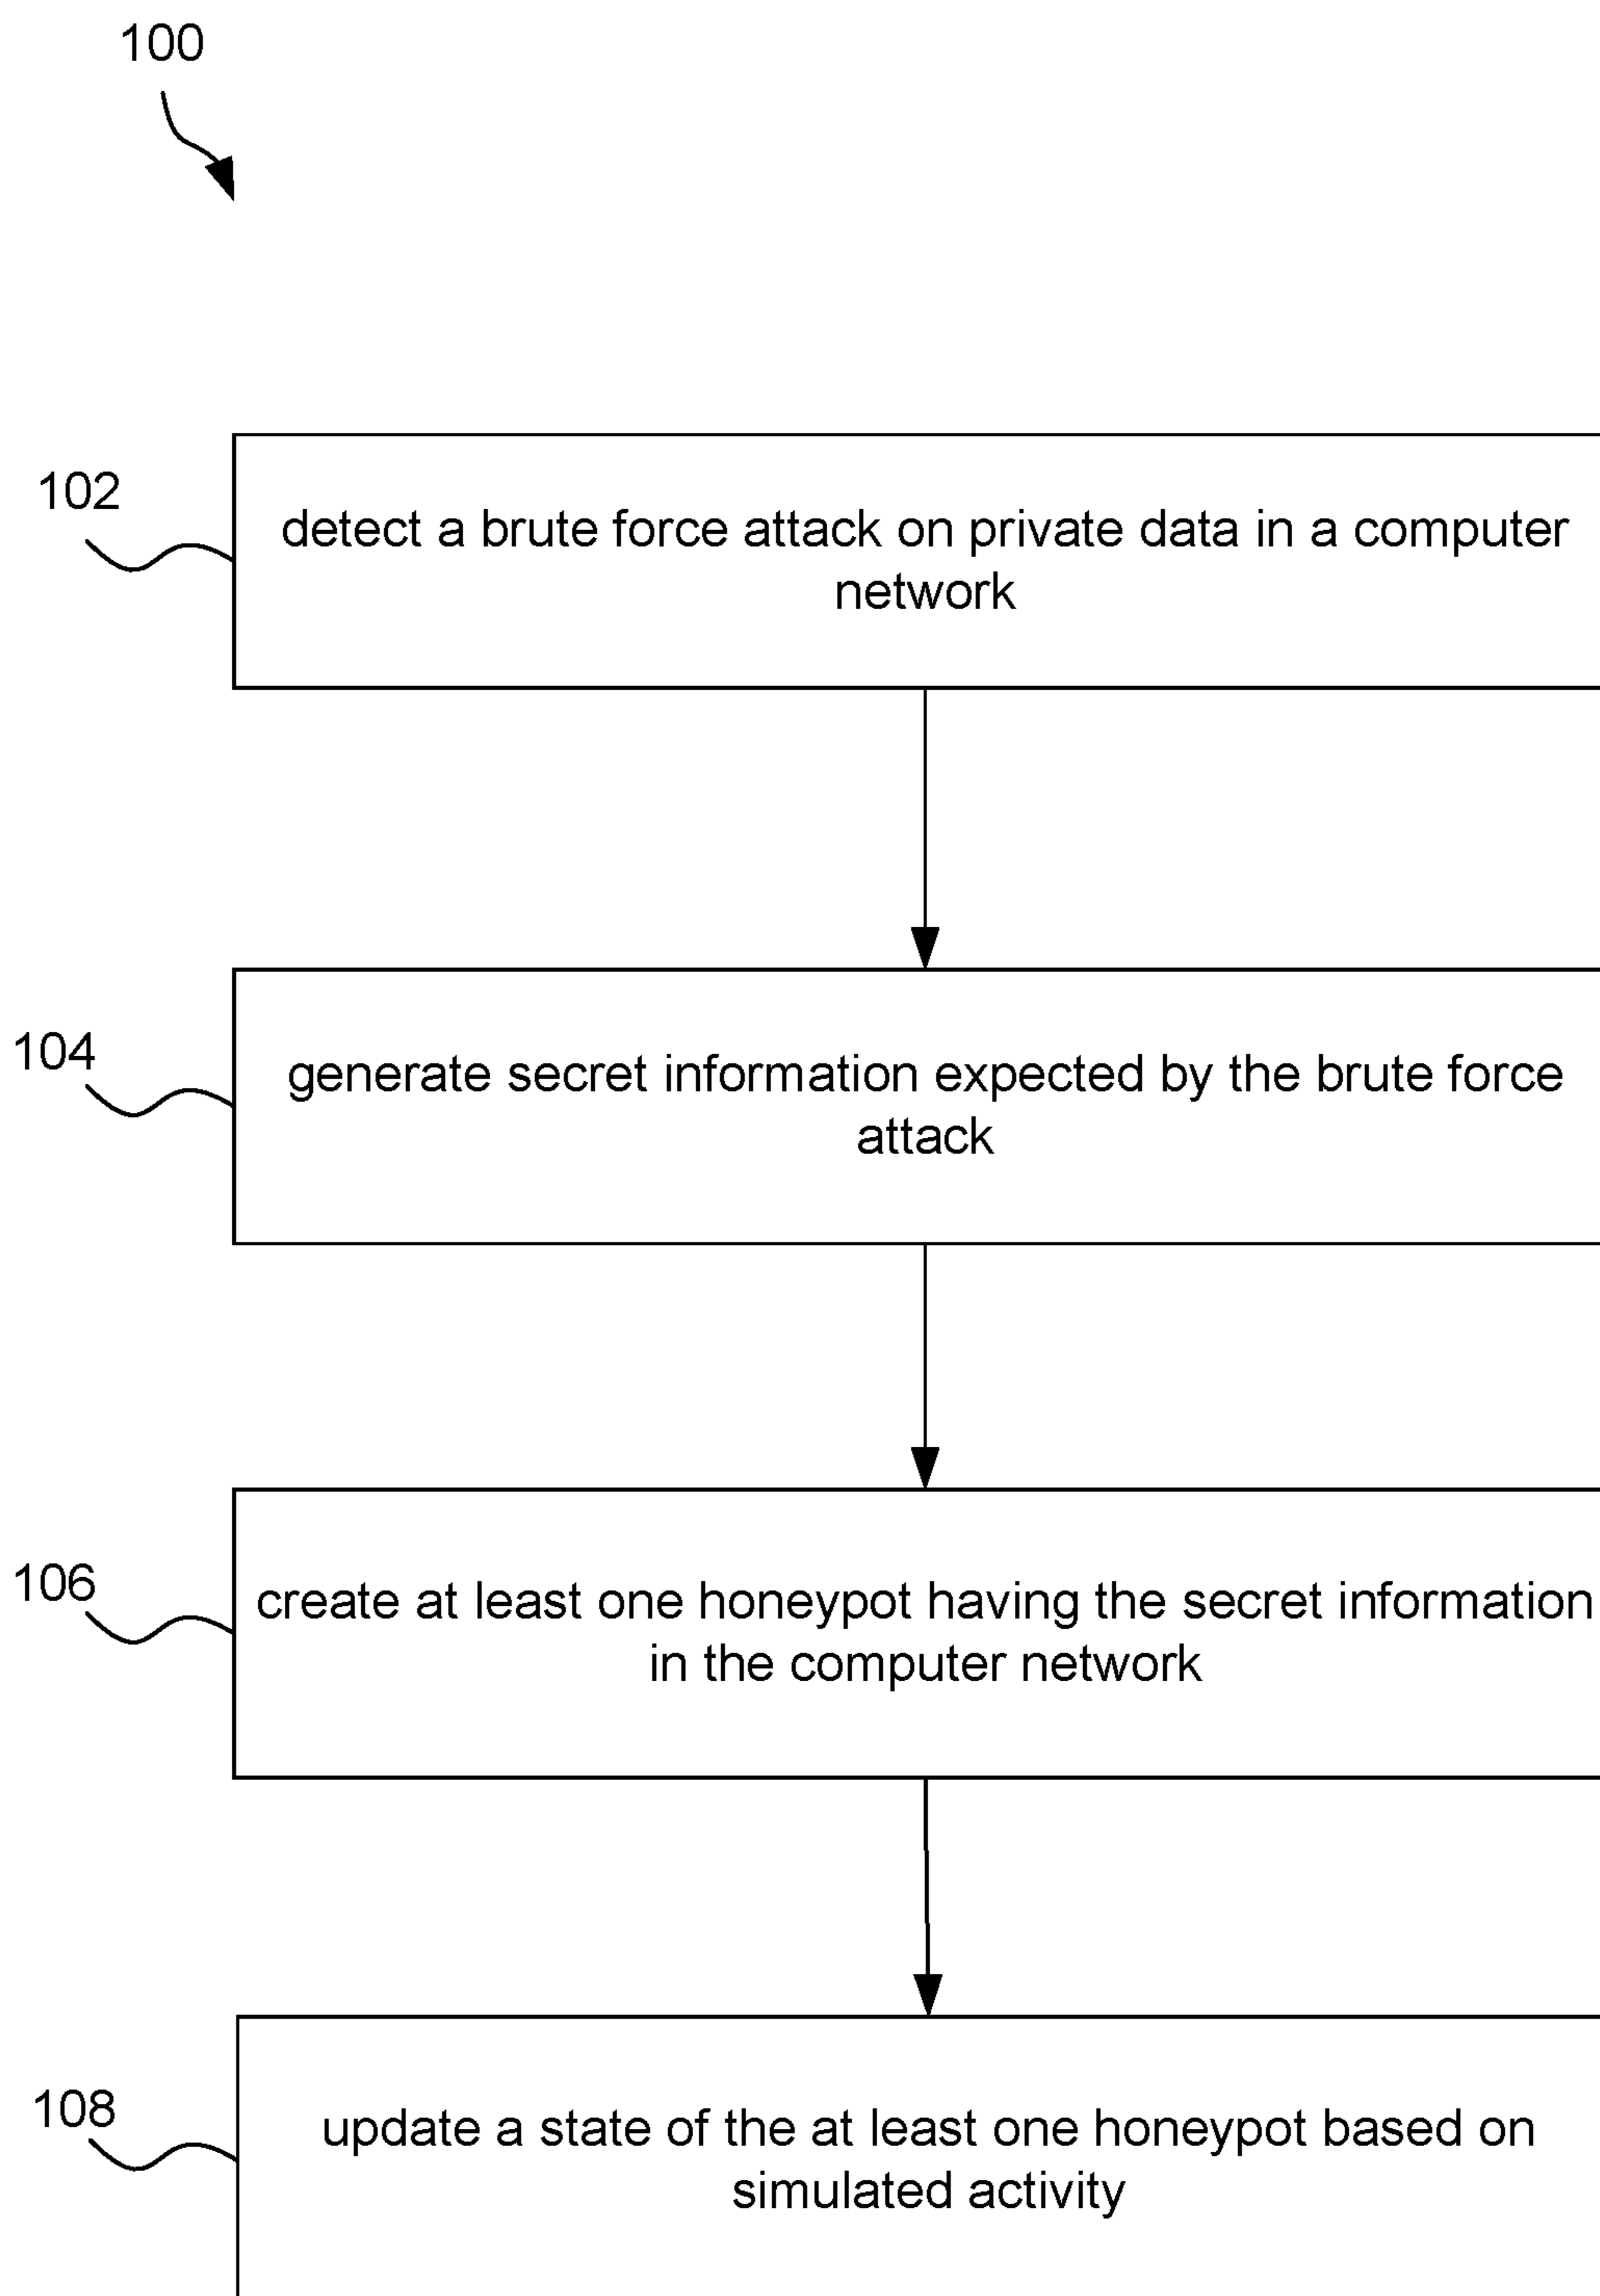 100
102
detect a brute force attack on private data in a computer
network
104
generate secret information expected by the brute force
attack
106
create at least one honeypot having the secret information
in the computer network
108
update a state of the at least one honeypot based on
simulated activity